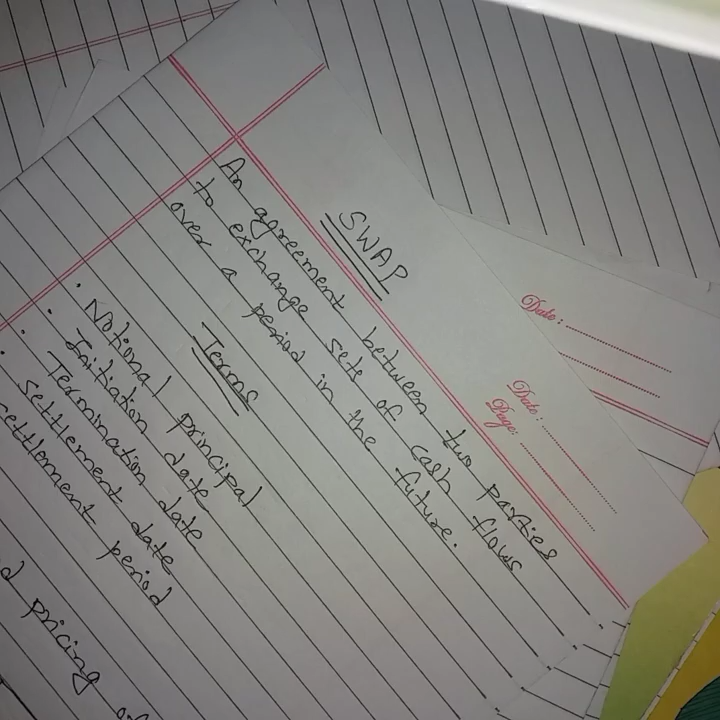 Date:
Date:
Page:
SWAP
An agreement between two parties
to exchange sets of cash flows
over a period in the future.
Terms
• Notional principal
• Initiation date
• Termination date
settlement date
settlement period
pricing